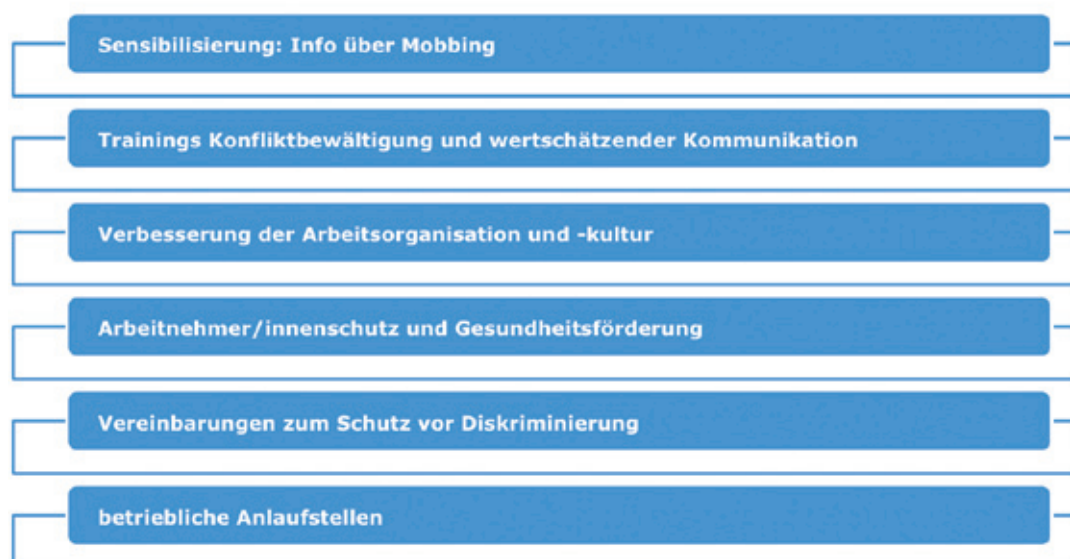 Sensibilisierung: Info über Mobbing
Trainings Konfliktbewältigung und wertschätzender Kommunikation
Verbesserung der Arbeitsorganisation und -kultur
Arbeitnehmer/innenschutz und Gesundheitsförderung
Vereinbarungen zum Schutz vor Diskriminierung
betriebliche Anlaufstellen